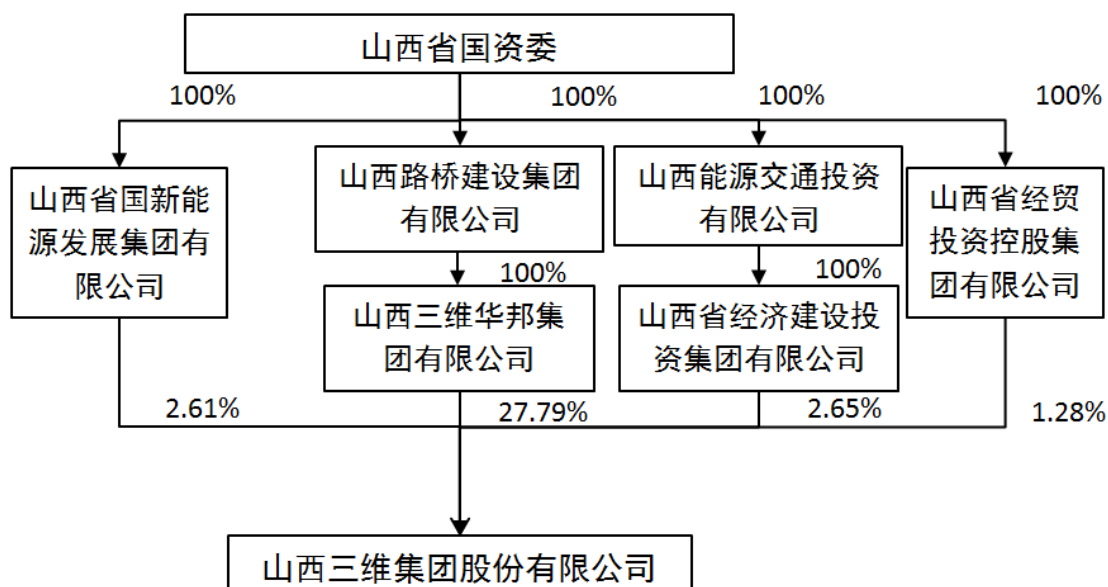 山西省国资委
100%
100%
100%
100%
山西省国新能
源发展集团有
限公司
山西路桥建设集团
有限公司
山西能源交通投资
有限公司
山西省经贸
投资控股集
团有限公司
100%
100%
山西三维华邦集
团有限公司
山西省经济建设投
资集团有限公司
2.61%
27.79%
2.65%
1.28%
山西三维集团股份有限公司